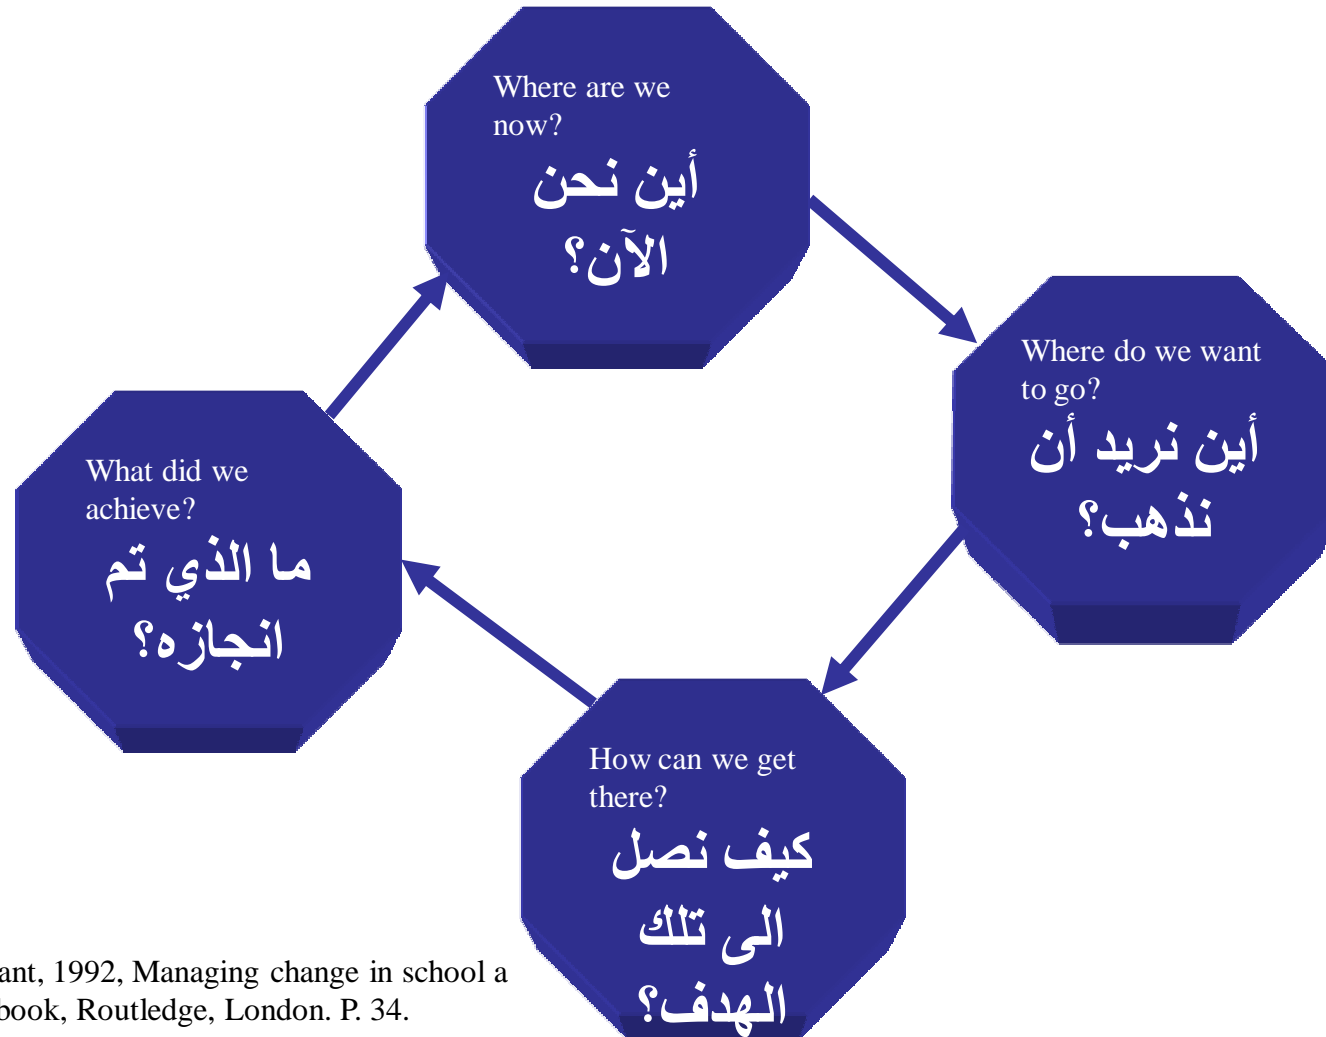 Where are we
now?
أين نحن
الآن؟
Where do we want
to go?
أين نريد أن
نذهب؟
How can we get
there?
كيف نصل
الى تلك
الهدف؟
What did we
achieve?
ما الذي تم
انجازه؟
1992, Managing change in school a
Routledge, London. P. 34.